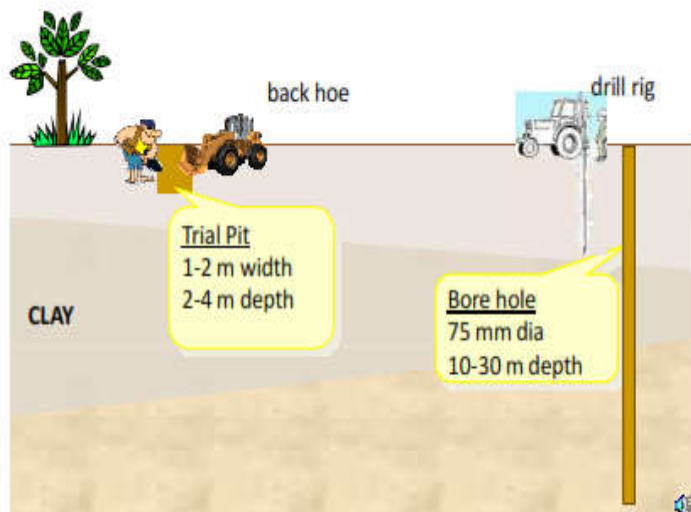 back hoe
drill rig
Trial Pit
1-2 m width
2-4 m depth
CLAY
Bore hole
75 mm dia
10-30 m depth